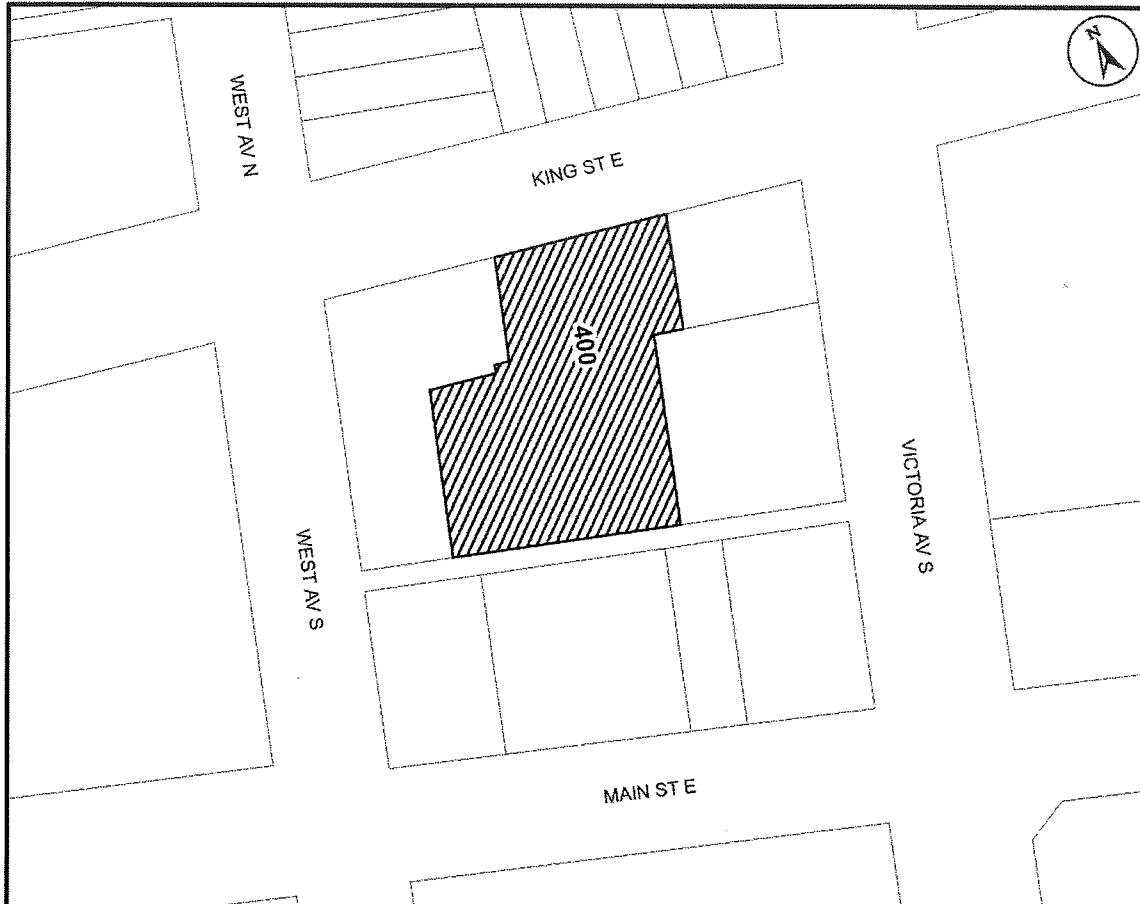 N
WEST AV N
KING ST E
400
VICTORIA AV S
WEST AV S
MAIN ST E